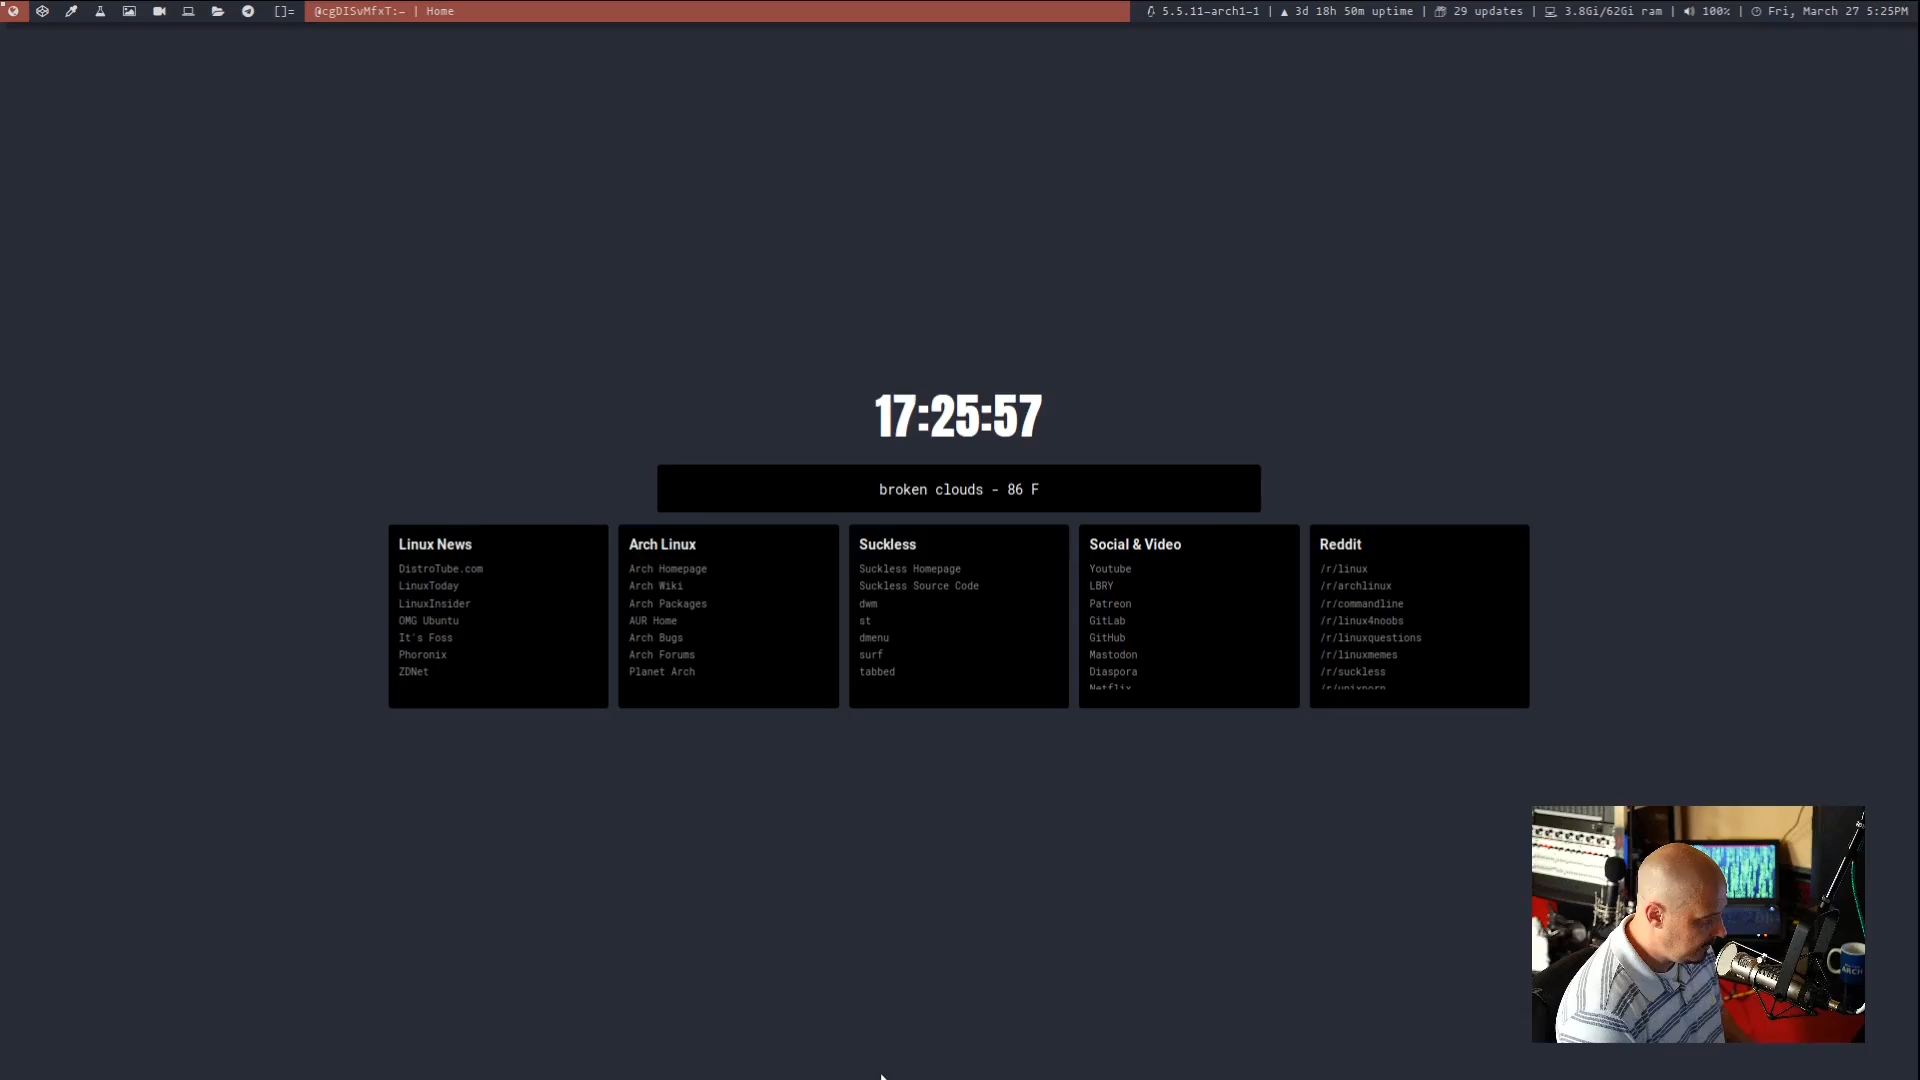 []= @cgDISvMfxT:- | Home 5.5.11-arch1-1 | 3d 18h 50m uptime | 29 updates | 3.8Gi/62Gi ram | 100% | Fri, March 27 5:25PM
17:25:57
broken clouds - 86 F
Linux News
DistroTube.com
LinuxToday
LinuxInsider
OMG Ubuntu
It's Foss
Phoronix
ZDNet
Arch Linux
Arch Homepage
Arch Wiki
Arch Packages
AUR Home
Arch Bugs
Arch Forums
Planet Arch
Suckless
Suckless Homepage
Suckless Source Code
dwm
st
dmenu
surf
tabbed
Social & Video
Youtube
LBRY
Patreon
GitLab
GitHub
Mastodon
Diaspora
Netflix
Reddit
/r/linux
/r/archlinux
/r/commandline
/r/linux4noobs
/r/linuxquestions
/r/linuxmemes
/r/suckless
/r/unixporn
ARCH